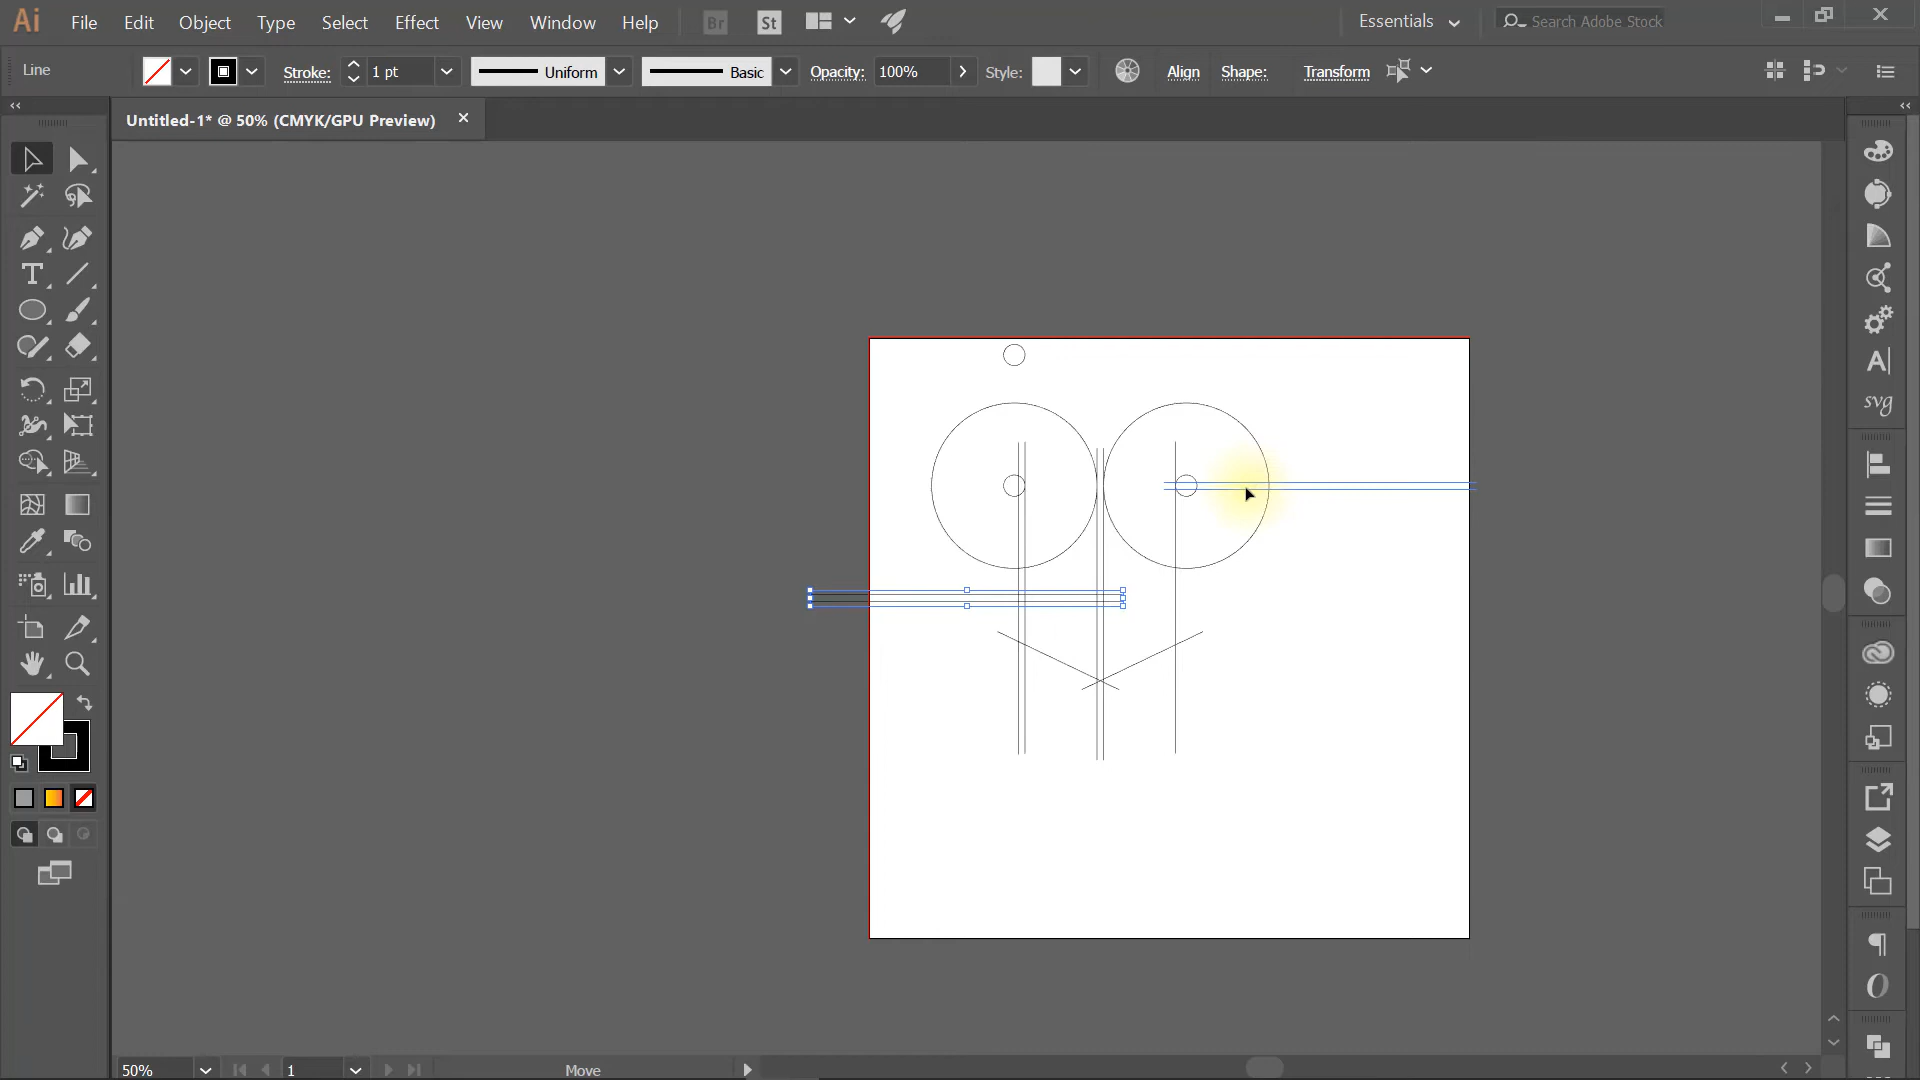 Ai File Edit Object Type Select Effect View Window Help Br St Essentials Search Adobe Stock
Line Stroke: 1 pt Uniform Basic Opacity: 100% Style: Align Shape: Transform
Untitled-1* @ 50% (CMYK/GPU Preview)
T
A
svg
50% 1 Move